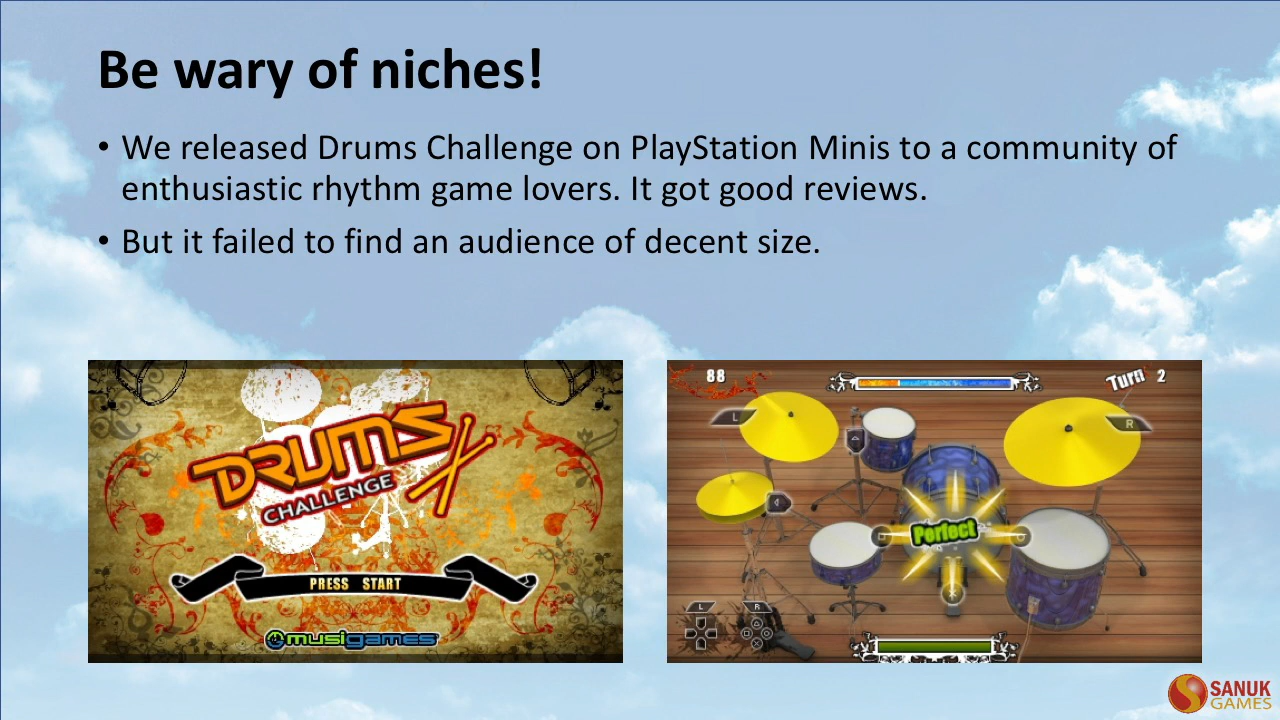 Be wary of niches!
• We released Drums Challenge on PlayStation Minis to a community of
enthusiastic rhythm game lovers. It got good reviews.
• But it failed to find an audience of decent size.
DRUMS
CHALLENGE
PRESS START
musigames
88
Turn 2
L
R
Perfect
L
R
SANUK
GAMES